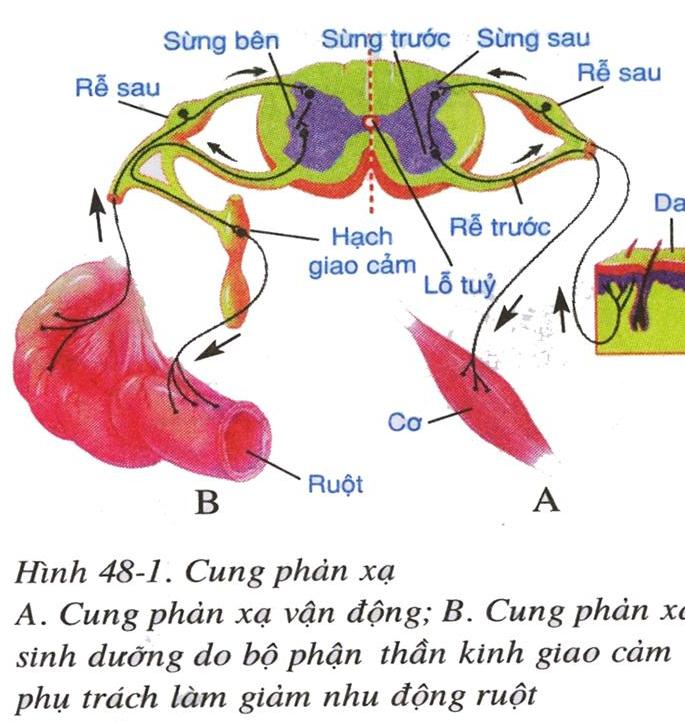 Sừng bên
Sừng trước
Sừng sau
Rễ sau
Rễ sau
Da
Rễ trước
Hạch
giao cảm
Lỗ tuỷ
Cơ
Ruột
B
A
Hình 48-1. Cung phản xạ
A. Cung phản xạ vận động; B. Cung phản xạ
sinh dưỡng do bộ phận thần kinh giao cảm
phụ trách làm giảm nhu động ruột